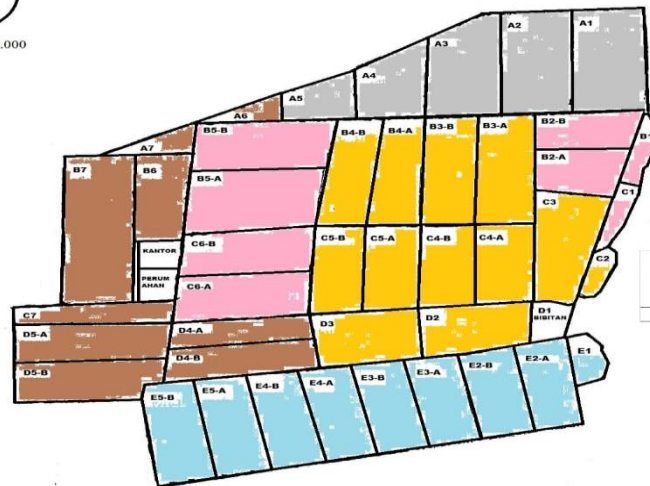 .000
A1
A2
A3
A4
A5
A6
A7
B5-B
B4-B
B4-A
B3-B
B3-A
B2-B
B2-A
B7
B6
B5-A
C1
C3
KANTOR
C6-B
C5-B
C5-A
C4-B
C4-A
C2
PERUM
AHAN
C6-A
C7
D5-A
D4-A
D3
D2
D1
BIBITAN
D4-B
D5-B
E5-B
E5-A
E4-B
E4-A
E3-B
E3-A
E2-B
E2-A
E1